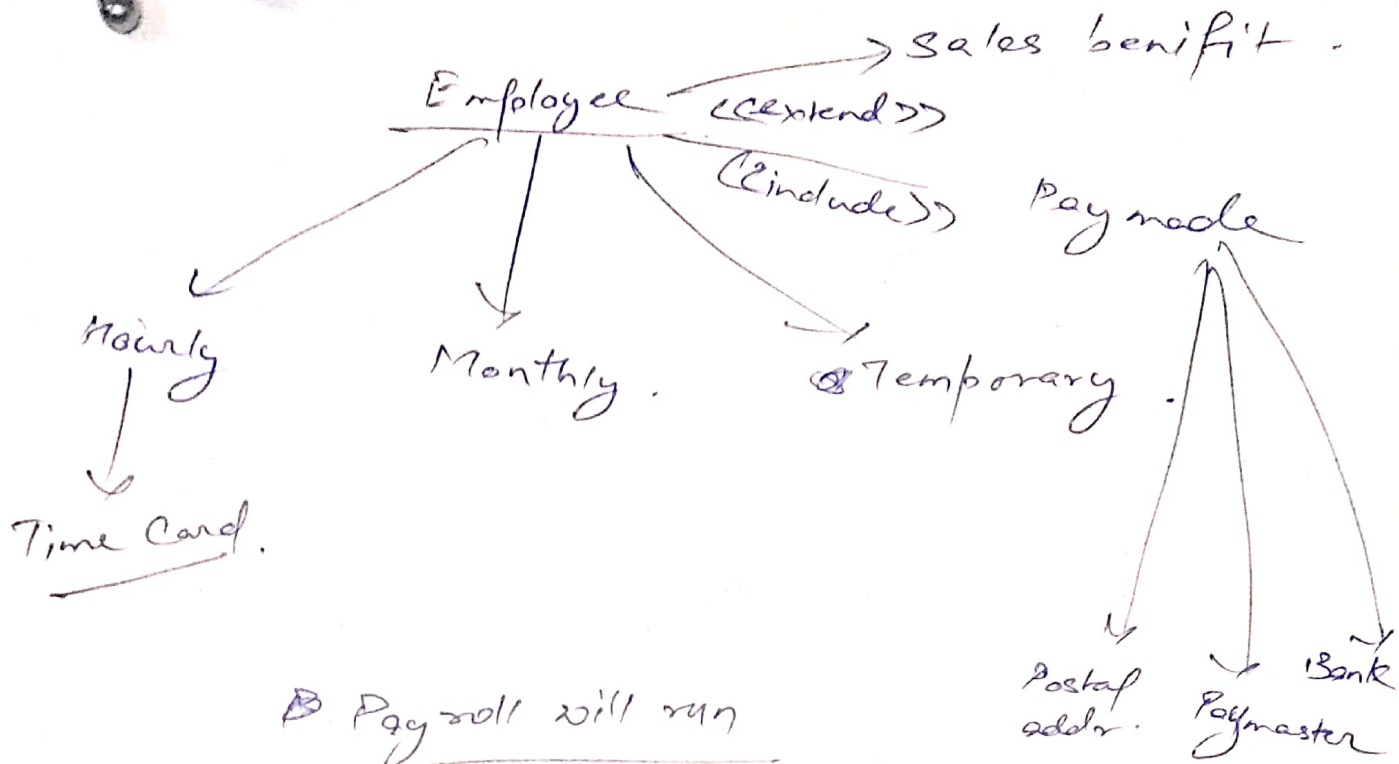 Sales benifit .
Employee
<<extend>>
<<include>>
Paymode
Hourly
Monthly .
Temporary .
Time Card .
Postal
addr.
Paymaster
Bank
Payroll will run